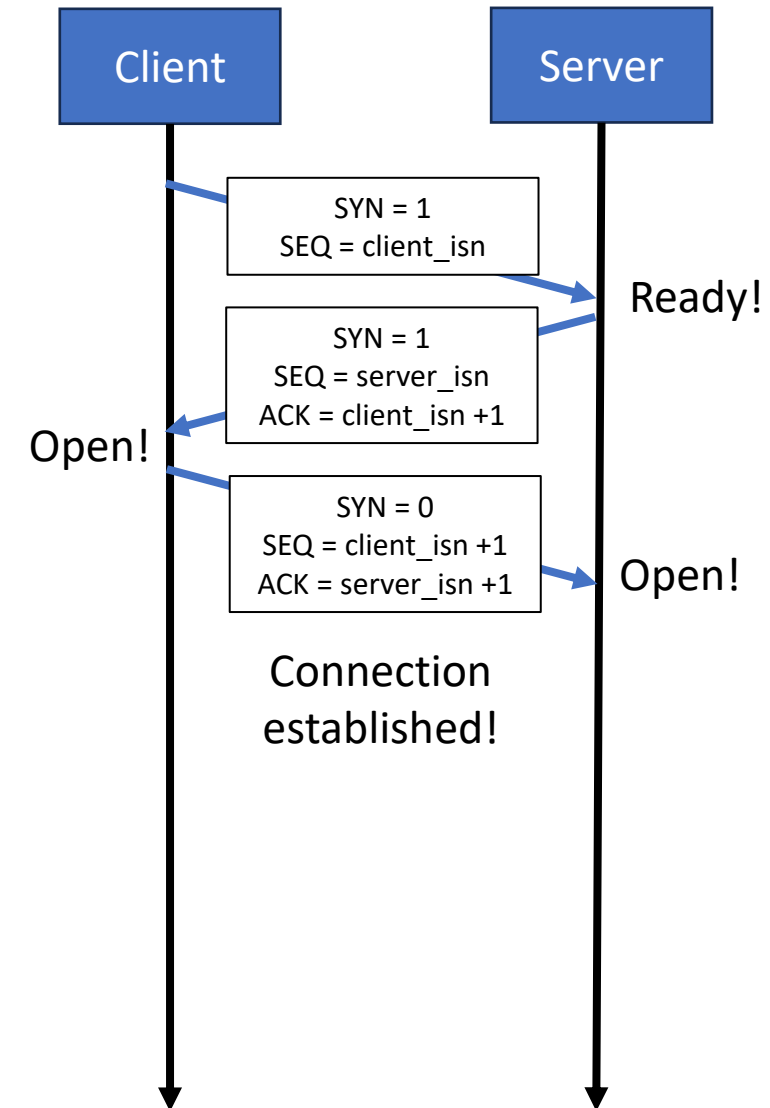 Client
Server
SYN = 1
SEQ = client_isn
Ready!
SYN = 1
SEQ = server_isn
ACK = client_isn +1
Open!
SYN = 0
SEQ = client_isn +1
ACK = server_isn +1
Open!
Connection
established!